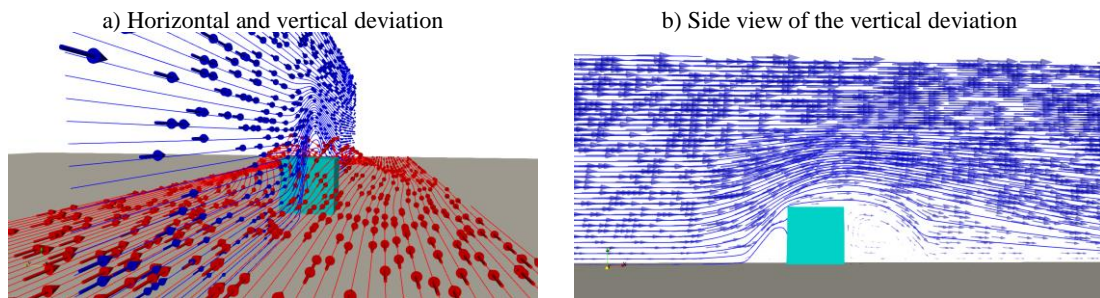 a) Horizontal and vertical deviation
b) Side view of the vertical deviation